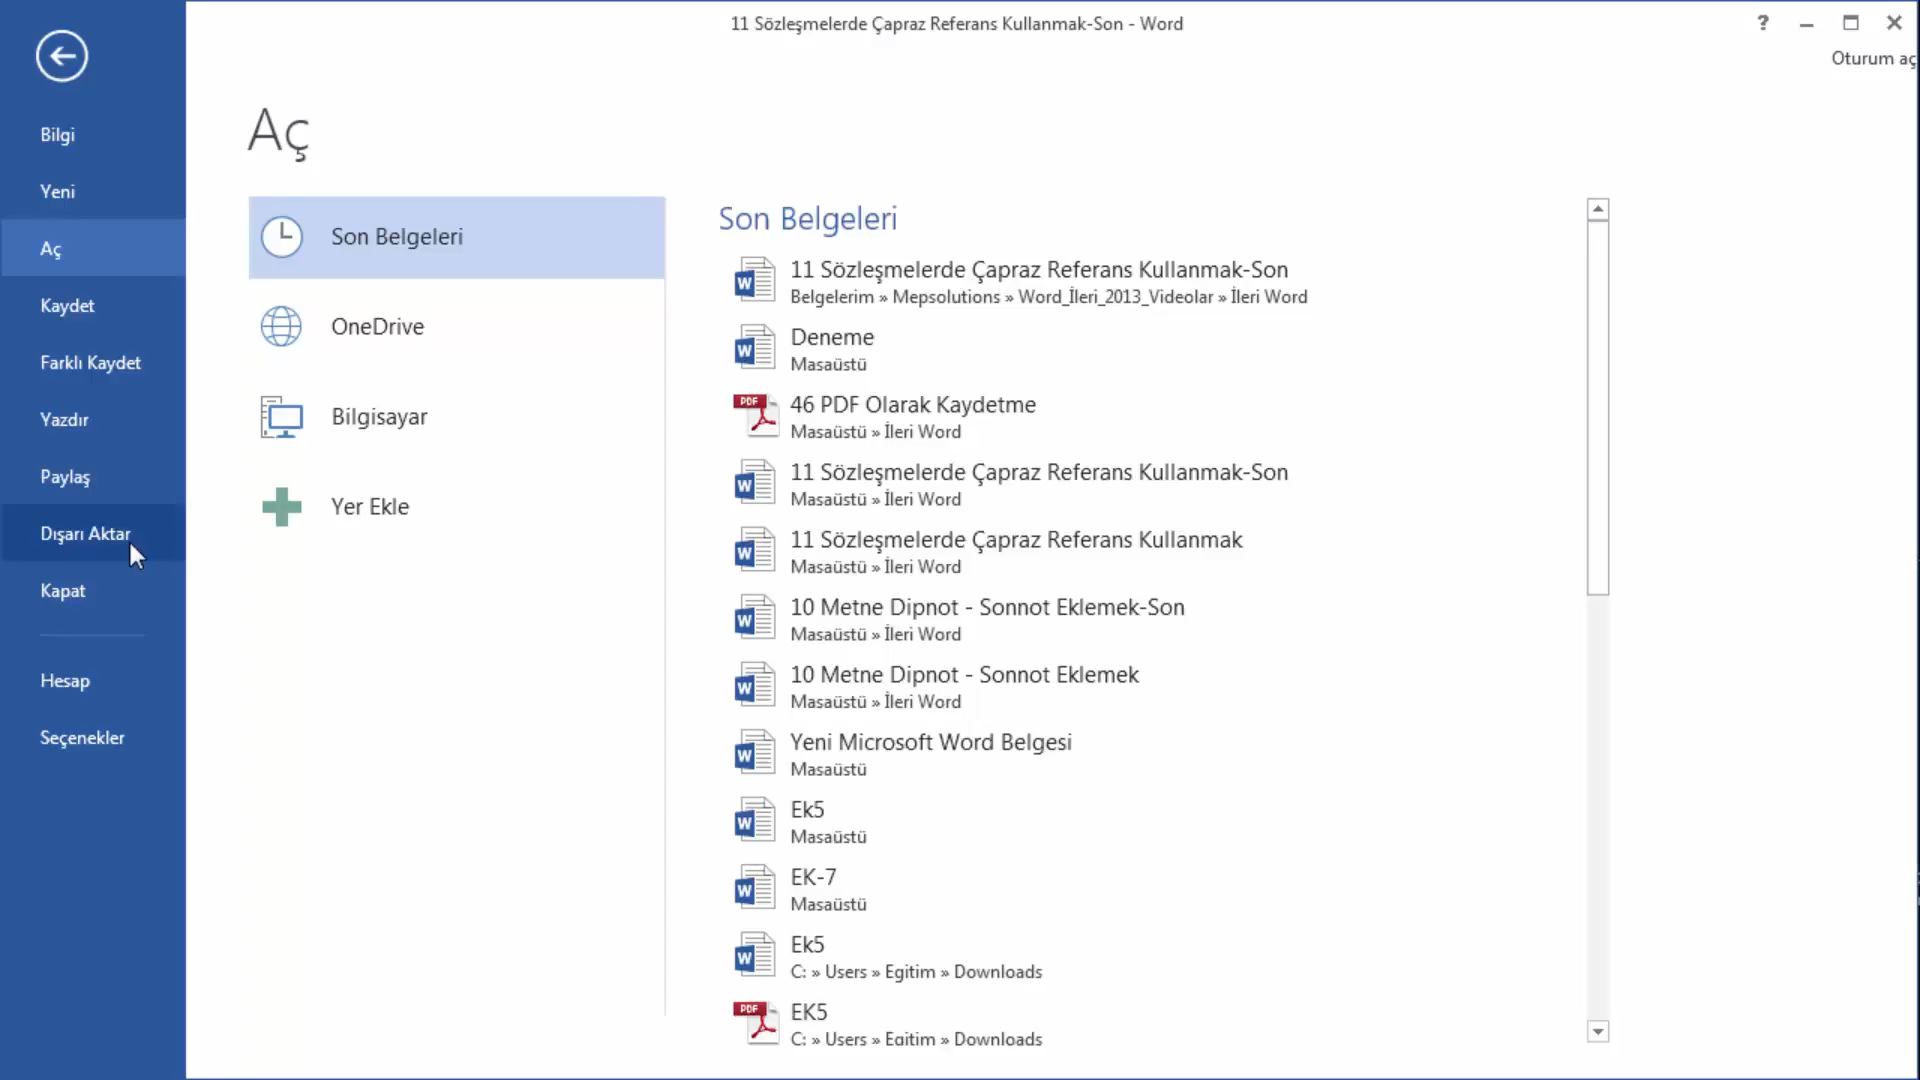 11 Sözleşmelerde Çapraz Referans Kullanmak-Son - Word
?
Oturum aç
Bilgi
Yeni
Aç
Kaydet
Farklı Kaydet
Yazdır
Paylaş
Dışarı Aktar
Kapat
Hesap
Seçenekler
Aç
Son Belgeleri
OneDrive
Bilgisayar
Yer Ekle
Son Belgeleri
11 Sözleşmelerde Çapraz Referans Kullanmak-Son
Belgelerim » Mepsolutions » Word_İleri_2013_Videolar » İleri Word
Deneme
Masaüstü
46 PDF Olarak Kaydetme
Masaüstü » İleri Word
11 Sözleşmelerde Çapraz Referans Kullanmak-Son
Masaüstü » İleri Word
11 Sözleşmelerde Çapraz Referans Kullanmak
Masaüstü » İleri Word
10 Metne Dipnot - Sonnot Eklemek-Son
Masaüstü » İleri Word
10 Metne Dipnot - Sonnot Eklemek
Masaüstü » İleri Word
Yeni Microsoft Word Belgesi
Masaüstü
Ek5
Masaüstü
EK-7
Masaüstü
Ek5
C: » Users » Egitim » Downloads
EK5
C: » Users » Egitim » Downloads